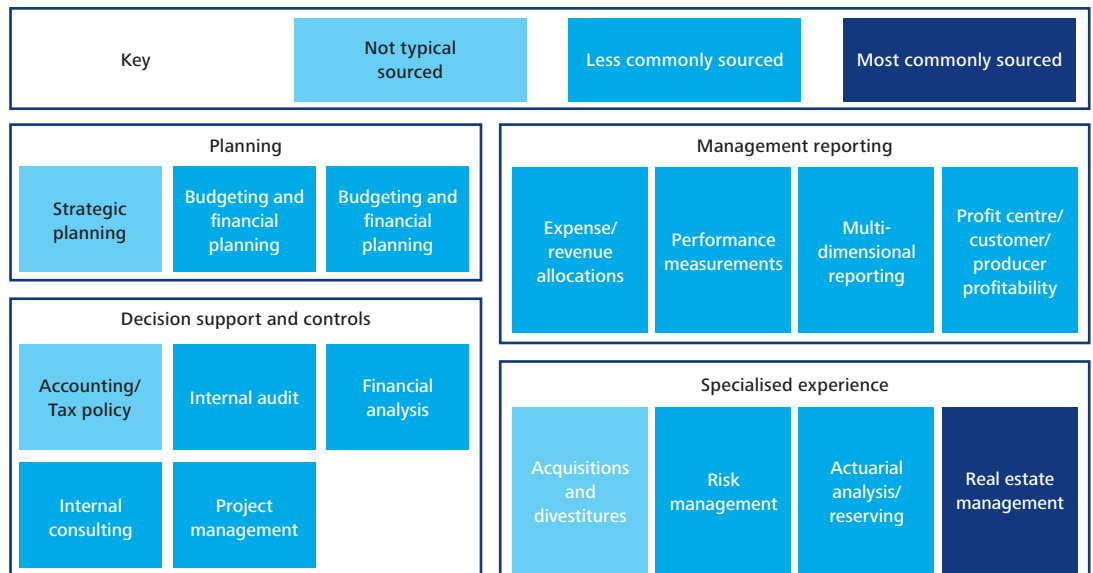 Key
Not typical
sourced
Less commonly sourced
Most commonly sourced
Planning
Strategic
planning
Budgeting and
financial
planning
Budgeting and
financial
planning
Management reporting
Expense/
revenue
allocations
Performance
measurements
Multi-
dimensional
reporting
Profit centre/
customer/
producer
profitability
Decision support and controls
Accounting/
Tax policy
Internal audit
Financial
analysis
Internal
consulting
Project
management
Specialised experience
Acquisitions
and
divestitures
Risk
management
Actuarial
analysis/
reserving
Real estate
management